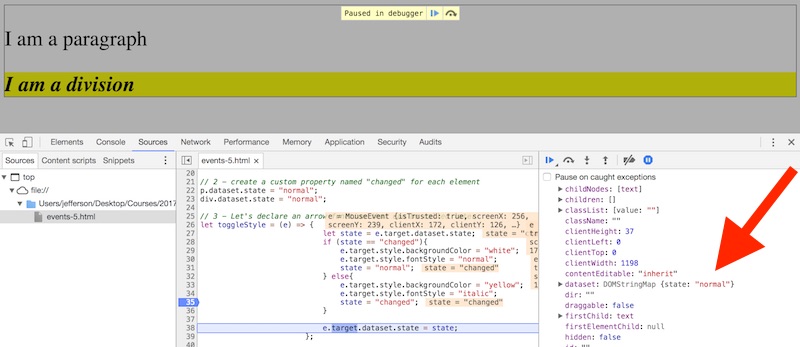 Paused in debugger
I am a paragraph
I am a division
Elements Console Sources Network Performance Memory Application Security Audits
Sources Content scripts Snippets
events-5.html
top
file://
Users/jefferson/Desktop/Courses/2017
events-5.html
20
21 // 2 - create a custom property named "changed" for each element
22 p.dataset.state = "normal";
23 div.dataset.state = "normal";
24
25 // 3 - Let's declare an arrow e = MouseEvent {isTrusted: true, screenX: 256,
26 let toggleStyle = (e) => { screenY: 239, clientX: 172, clientY: 126, …}
27 let state = e.target.dataset.state; state =
28 if (state == "changed"){
29 e.target.style.backgroundColor = "white";
30 e.target.style.fontStyle = "normal";
31 state = "normal"; state = "changed"
32 } else{
33 e.target.style.backgroundColor = "yellow";
34 e.target.style.fontStyle = "italic";
35 state = "changed"; state = "changed"
36 }
37
38 e.target.dataset.state = state;
39 };
Pause on caught exceptions
childNodes: [text]
children: []
classList: [value: ""]
className: ""
clientHeight: 37
clientLeft: 0
clientTop: 0
clientWidth: 1198
contentEditable: "inherit"
dataset: DOMStringMap {state: "normal"}
dir: ""
draggable: false
firstChild: text
firstElementChild: null
hidden: false